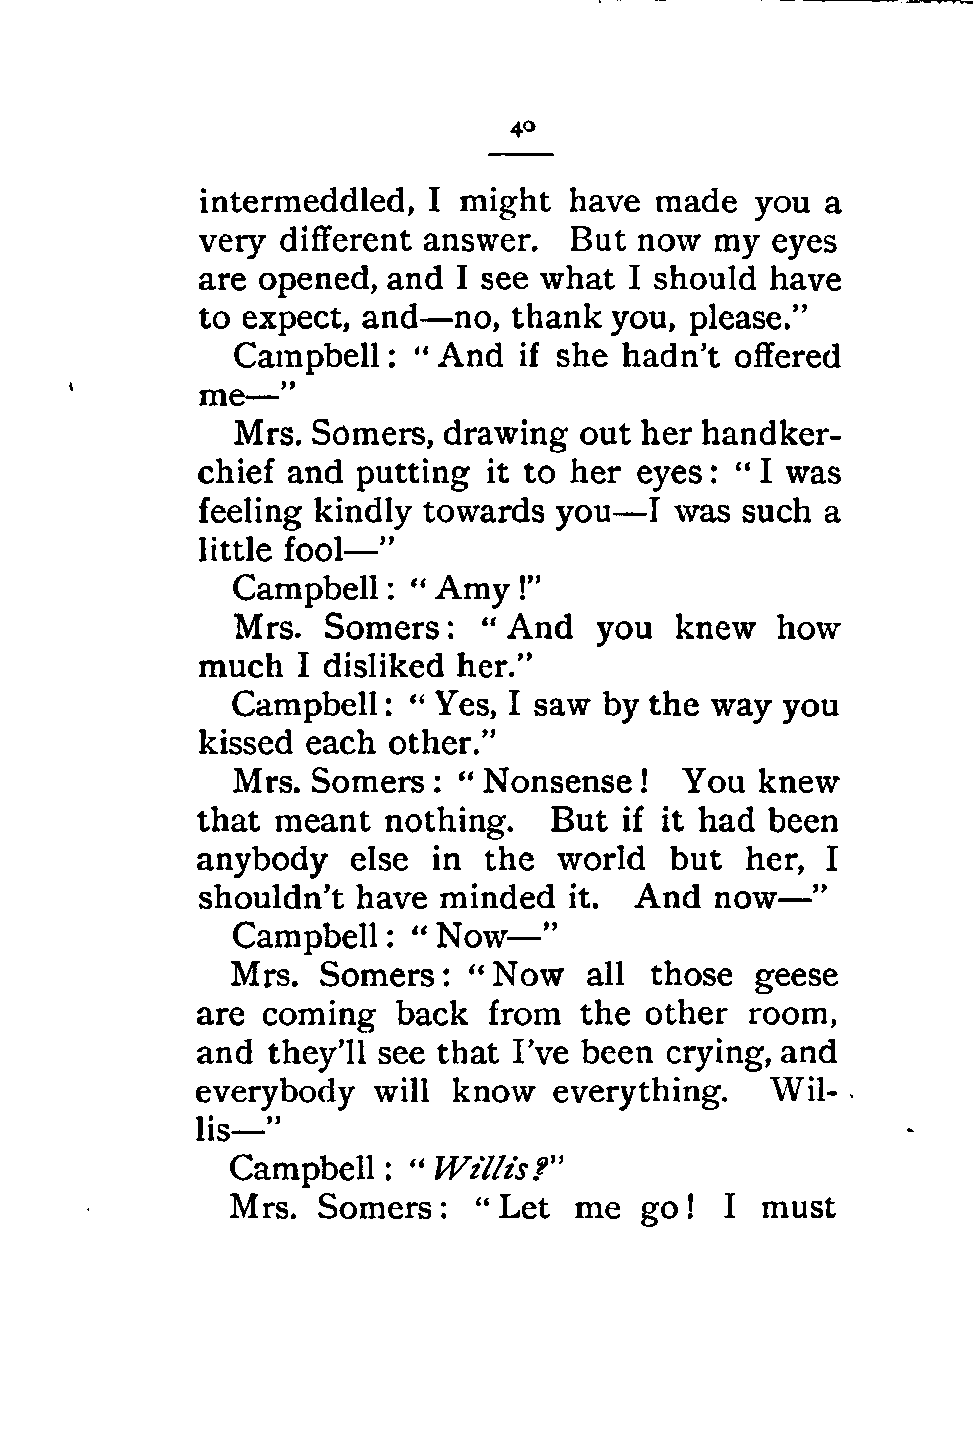 40
intermeddled, I might have made you a
very different answer. But now my eyes
are opened, and I see what I should have
to expect, and—no, thank you, please."
Campbell: "And if she hadn't offered
me—"
Mrs. Somers, drawing out her handker-
chief and putting it to her eyes: "I was
feeling kindly towards you—I was such a
little fool—"
Campbell: "Amy!"
Mrs. Somers: "And you knew how
much I disliked her."
Campbell: "Yes, I saw by the way you
kissed each other."
Mrs. Somers: "Nonsense! You knew
that meant nothing. But if it had been
anybody else in the world but her, I
shouldn't have minded it. And now—"
Campbell: "Now—"
Mrs. Somers: "Now all those geese
are coming back from the other room,
and they'll see that I've been crying, and
everybody will know everything. Wil-
lis—"
Campbell: "Willis?"
Mrs. Somers: "Let me go! I must